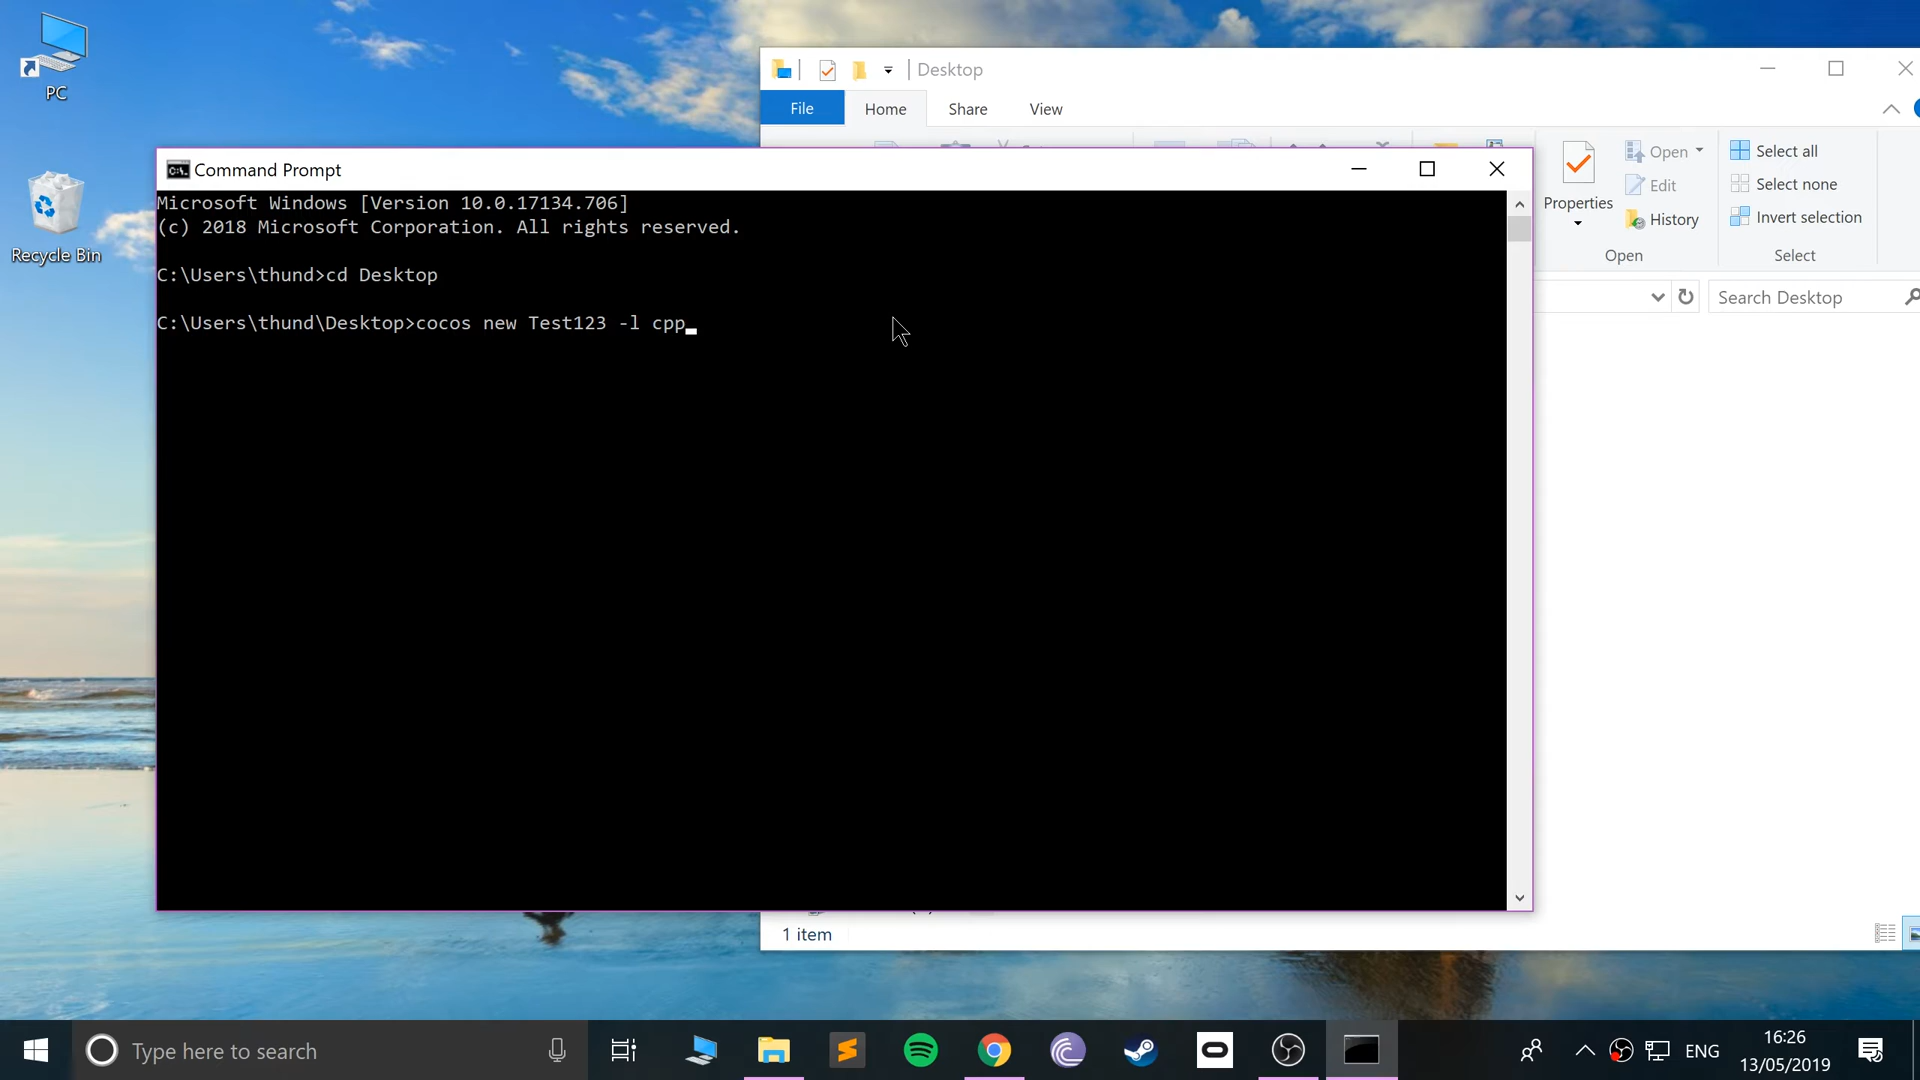 PC
Recycle Bin
Desktop
File
Home
Share
View
Command Prompt
Microsoft Windows [Version 10.0.17134.706]
(c) 2018 Microsoft Corporation. All rights reserved.
C:\Users\thund>cd Desktop
C:\Users\thund\Desktop>cocos new Test123 -l cpp_
Properties
Open
Edit
History
Open
Select all
Select none
Invert selection
Select
Search Desktop
1 item
Type here to search
ENG
16:26
13/05/2019